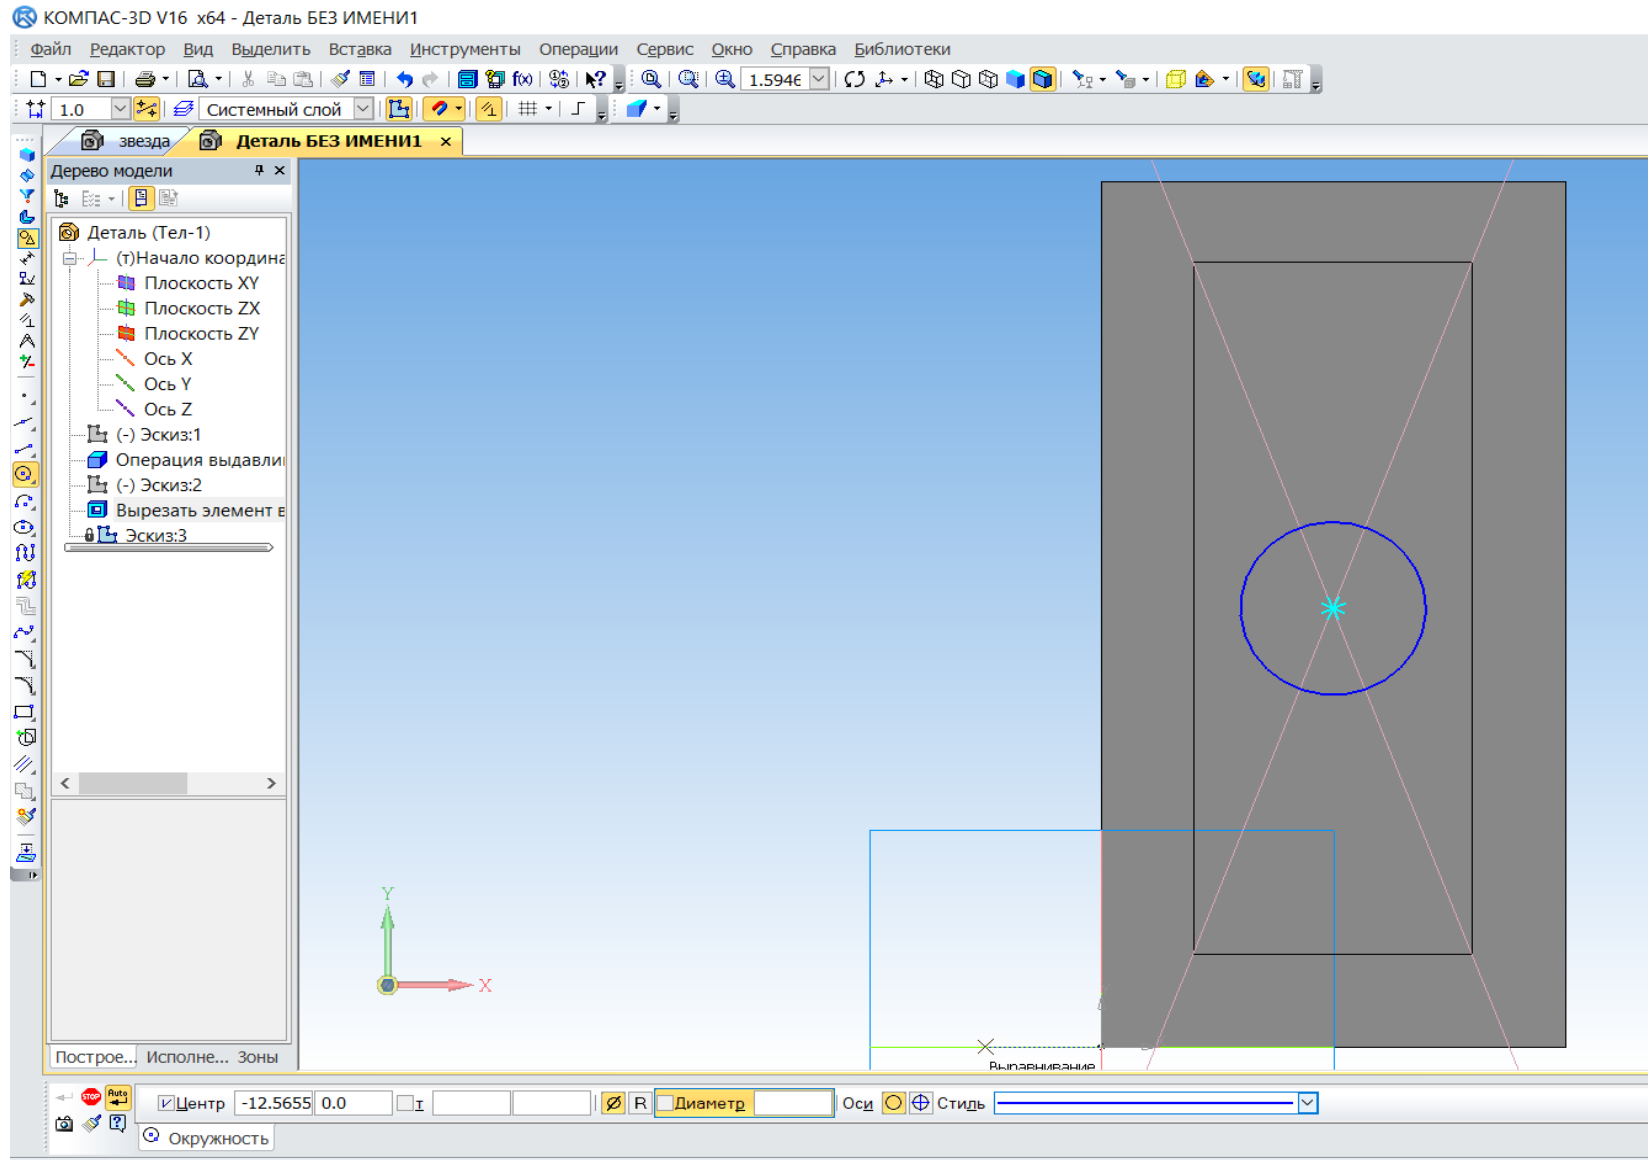 КОМПАС-3D V16 x64 - Деталь БЕЗ ИМЕНИ1
Файл Редактор Вид Выделить Вставка Инструменты Операции Сервис Окно Справка Библиотеки
f(x) 1.594€
1.0 Системный слой
звезда Деталь БЕЗ ИМЕНИ1
Дерево модели
Деталь (Тел-1)
(т)Начало координа
Плоскость XY
Плоскость ZX
Плоскость ZY
Ось X
Ось Y
Ось Z
(-) Эскиз:1
Операция выдавли
(-) Эскиз:2
Вырезать элемент в
Эскиз:3
Y
X
Выравнивание
Построе... Исполне... Зоны
STOP Auto Центр -12.5655 0.0 т R Диаметр Оси Стиль
Окружность